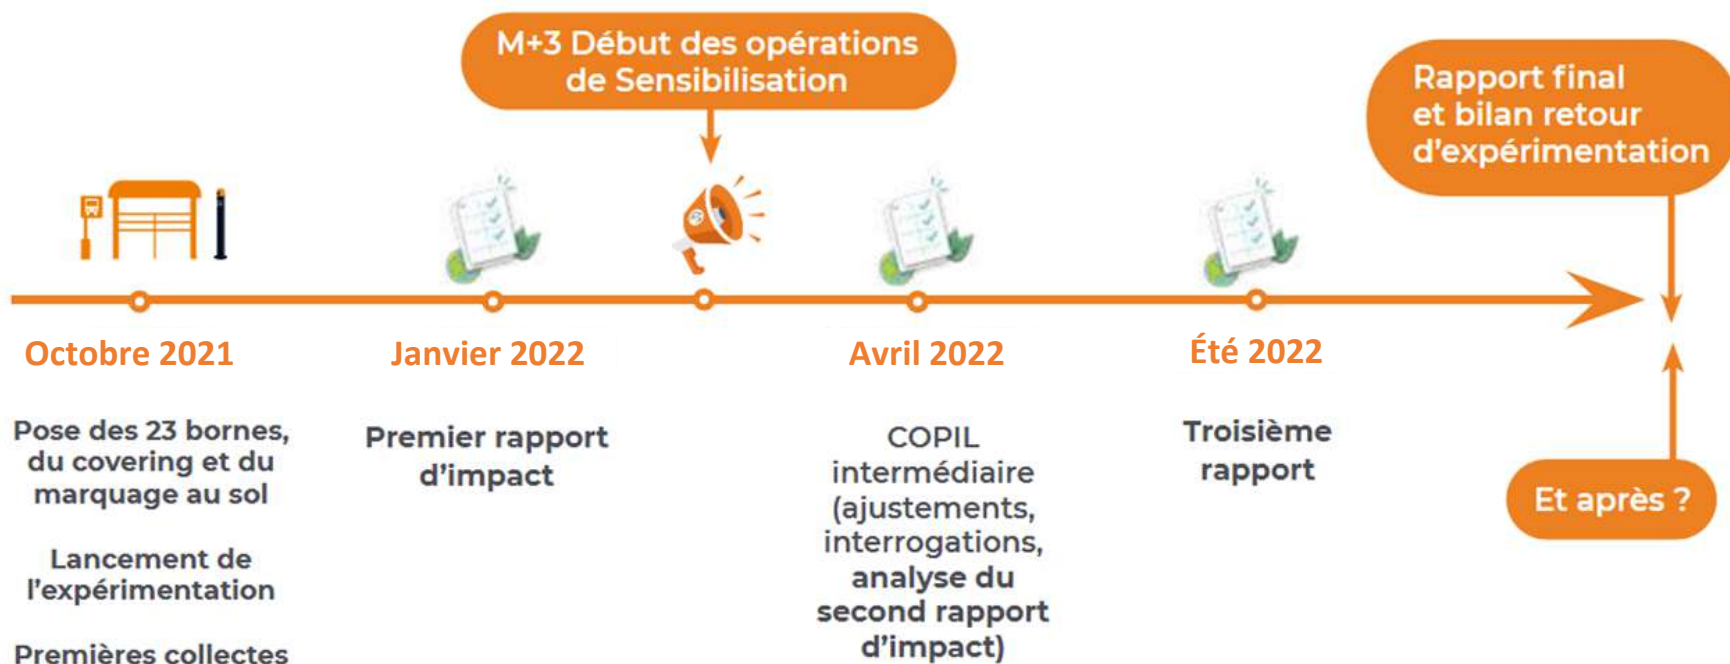 M+3 Début des opérations
de Sensibilisation
Rapport final
et bilan retour
d'expérimentation
Octobre 2021
Janvier 2022
Avril 2022
Été 2022
Pose des 23 bornes,
du covering et du
marquage au sol
Lancement de
l'expérimentation
Premières collectes
Premier rapport
d'impact
COPIL
intermédiaire
(ajustements,
interrogations,
analyse du
second rapport
d'impact)
Troisième
rapport
Et après ?